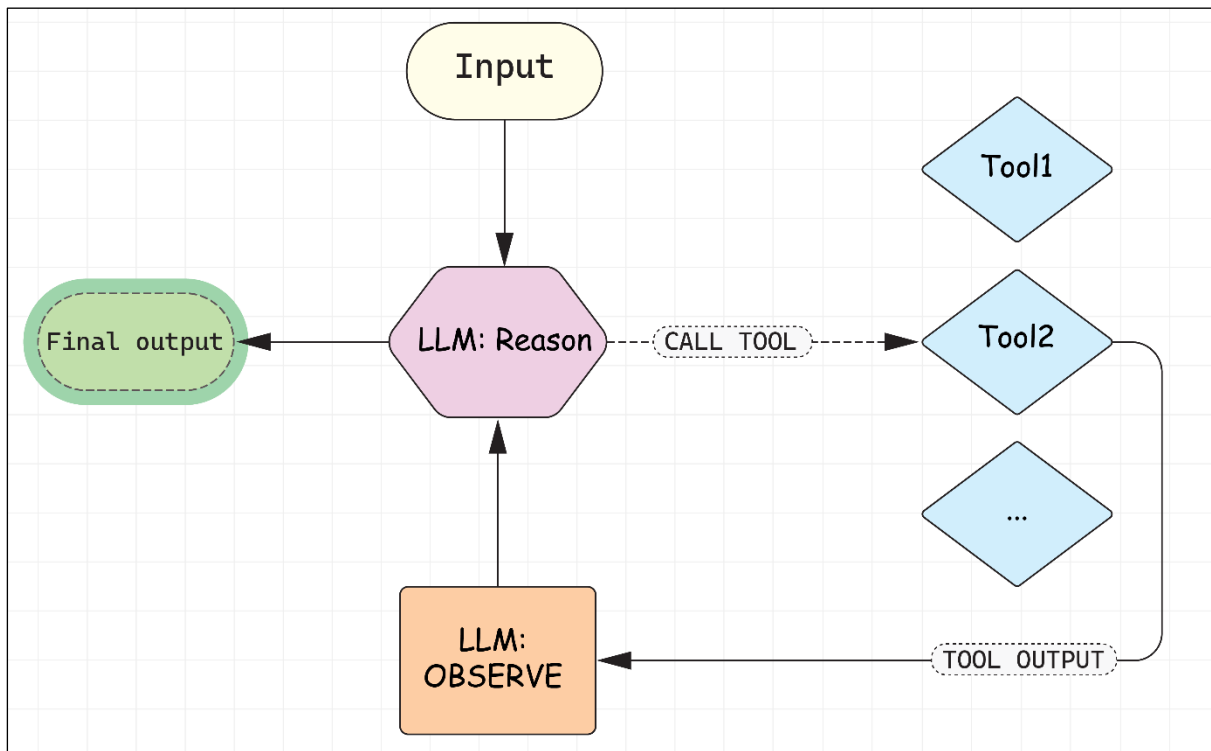 Input
Tool1
Final output
LLM: Reason
CALL TOOL
Tool2
...
LLM:
OBSERVE
TOOL OUTPUT